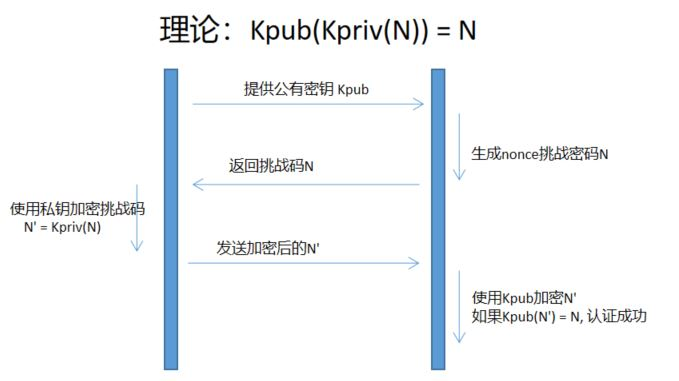 理论：Kpub(Kpriv(N)) = N
提供公有密钥 Kpub
生成nonce挑战密码N
返回挑战码N
使用私钥加密挑战码
N' = Kpriv(N)
发送加密后的N'
使用Kpub加密N'
如果Kpub(N') = N, 认证成功